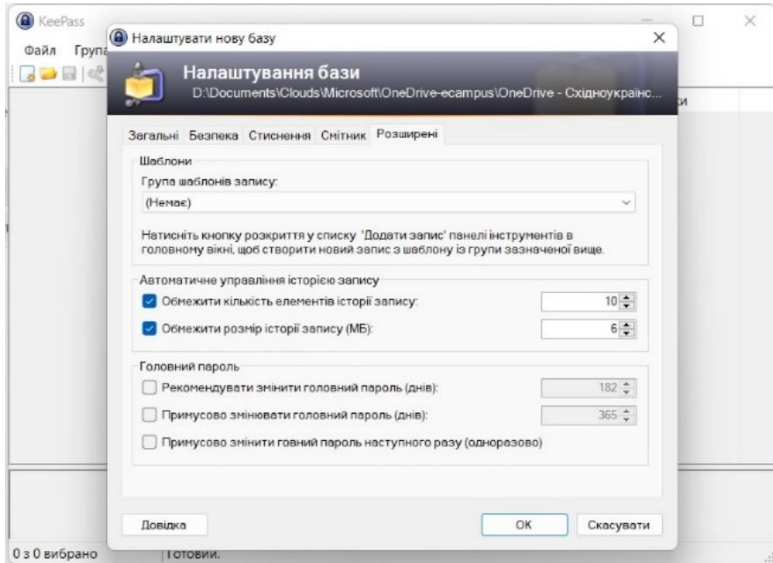 KeePass
Файл Група
Налаштувати нову базу
Налаштування бази
D:\Documents\Clouds\Microsoft\OneDrive-ecampus\OneDrive - Східноукраїнс...
Загальні Безпека Стиснення Смітник Розширені
Шаблони
Група шаблонів запису:
(Немає)
Натисніть кнопку розкриття у списку 'Додати запис' панелі інструментів в
головному вікні, щоб створити новий запис з шаблону із групи зазначеної вище.
Автоматичне управління історією запису
Обмежити кількість елементів історії запису: 10
Обмежити розмір історії запису (МБ): 6
Головний пароль
Рекомендувати змінити головний пароль (днів): 182
Примусово змінювати головний пароль (днів): 365
Примусово змінити говний пароль наступного разу (одноразово)
Довідка OK Скасувати
0 з 0 вибрано Готовий.